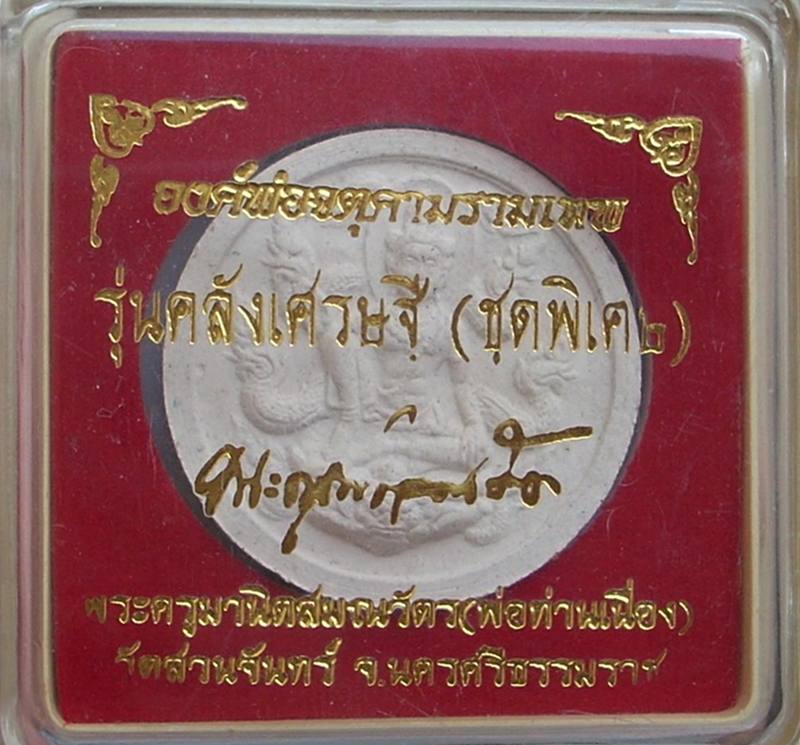 องค์พ่อจตุคามรามเทพ
รุ่นคลังเศรษฐี (ชุดพิเศษ๒)
พระครูมานิตสมณวัตร(พ่อท่านเนื่อง)
วัดสวนจันทร์ จ.นครศรีธรรมราช